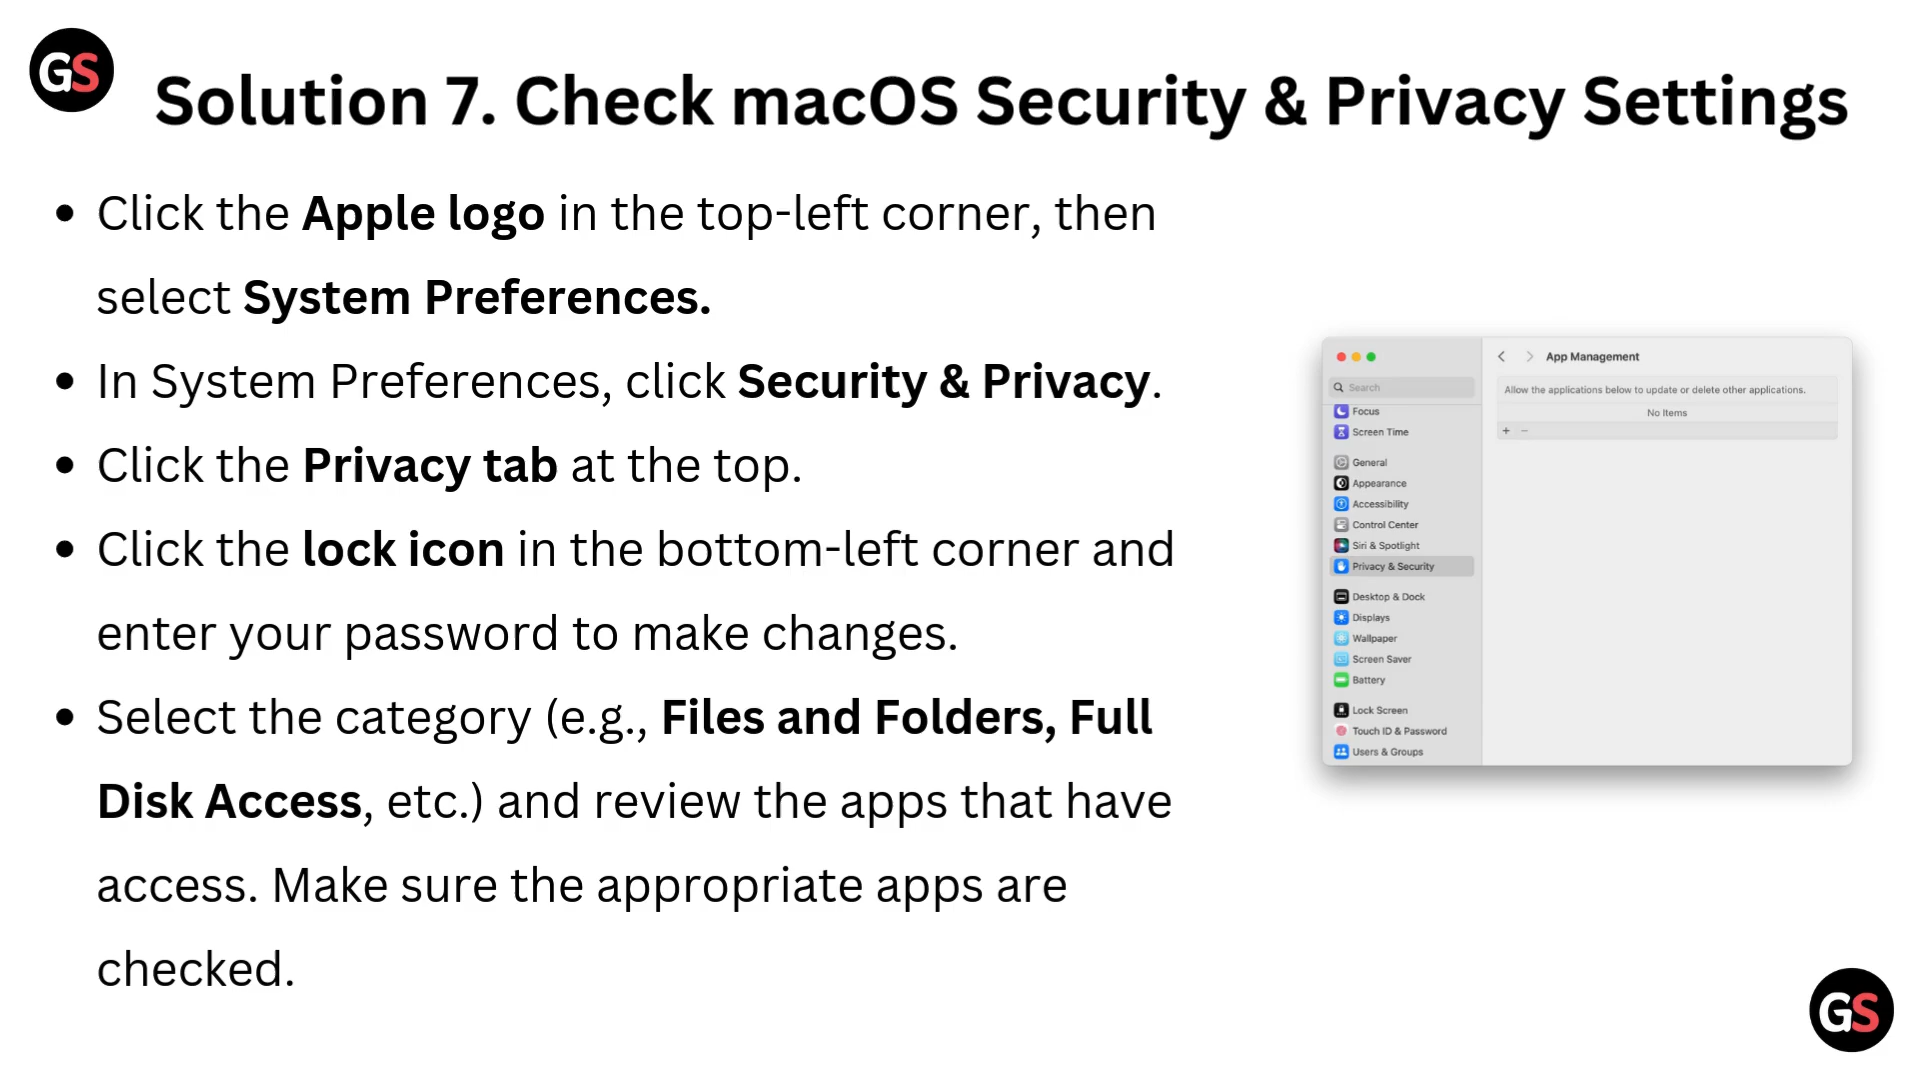 GS
Solution 7. Check macOS Security & Privacy Settings
• Click the Apple logo in the top-left corner, then
select System Preferences.
• In System Preferences, click Security & Privacy.
• Click the Privacy tab at the top.
• Click the lock icon in the bottom-left corner and
enter your password to make changes.
• Select the category (e.g., Files and Folders, Full
Disk Access, etc.) and review the apps that have
access. Make sure the appropriate apps are
checked.
Search
Focus
Screen Time
General
Appearance
Accessibility
Control Center
Siri & Spotlight
Privacy & Security
Desktop & Dock
Displays
Wallpaper
Screen Saver
Battery
Lock Screen
Touch ID & Password
Users & Groups
App Management
Allow the applications below to update or delete other applications.
No Items
+ −
GS